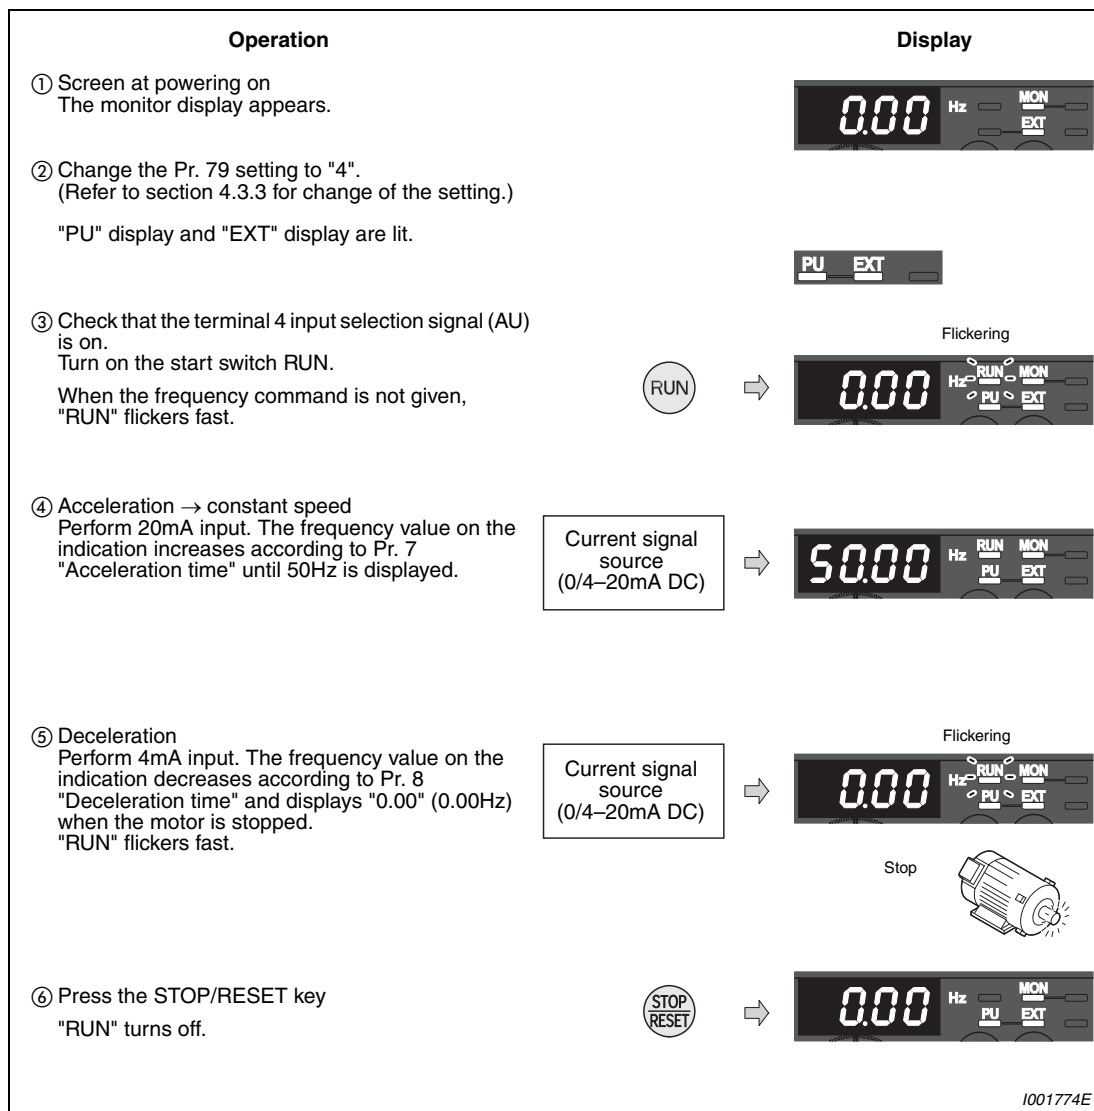 Operation
Display
① Screen at powering on
The monitor display appears.
0.00 Hz MON
EXT
② Change the Pr. 79 setting to "4".
(Refer to section 4.3.3 for change of the setting.)
"PU" display and "EXT" display are lit.
PU EXT
③ Check that the terminal 4 input selection signal (AU)
is on.
Turn on the start switch RUN.
When the frequency command is not given,
"RUN" flickers fast.
RUN
Flickering
0.00 Hz RUN MON
PU EXT
④ Acceleration → constant speed
Perform 20mA input. The frequency value on the
indication increases according to Pr. 7
"Acceleration time" until 50Hz is displayed.
Current signal
source
(0/4–20mA DC)
50.00 Hz RUN MON
PU EXT
⑤ Deceleration
Perform 4mA input. The frequency value on the
indication decreases according to Pr. 8
"Deceleration time" and displays "0.00" (0.00Hz)
when the motor is stopped.
"RUN" flickers fast.
Current signal
source
(0/4–20mA DC)
Flickering
0.00 Hz RUN MON
PU EXT
Stop
⑥ Press the STOP/RESET key
"RUN" turns off.
STOP
RESET
0.00 Hz MON
PU EXT
I001774E